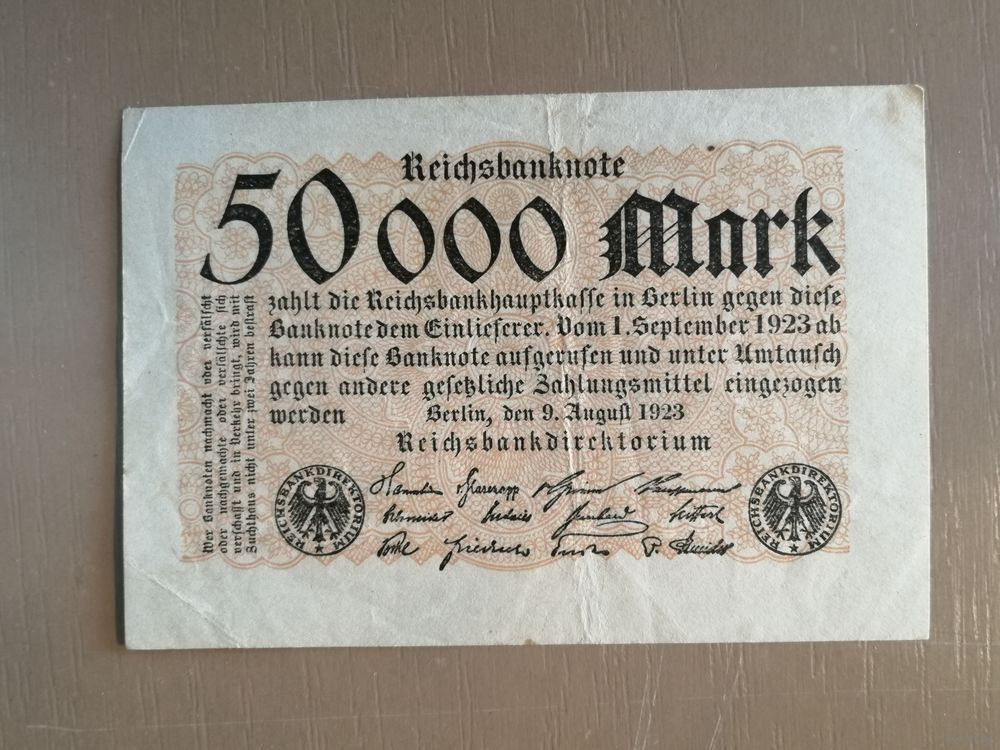 Reichsbanknote
50000 Mark
zahlt die Reichsbankhauptkasse in Berlin gegen diese
Banknote dem Einlieferer. Vom 1. September 1923 ab
kann diese Banknote aufgerufen und unter Umtausch
gegen andere gesetzliche Zahlungsmittel eingezogen
werden Berlin, den 9. August 1923
Reichsbankdirektorium
Wer Banknoten nachmacht oder verfälscht
oder nachgemachte oder verfälschte sich
verschafft und in Verkehr bringt, wird mit
Zuchthaus nicht unter zwei Jahren bestraft
REICHSBANKDIREKTORIUM
REICHSBANKDIREKTORIUM
v. Grimm Kauffmann
Schneider